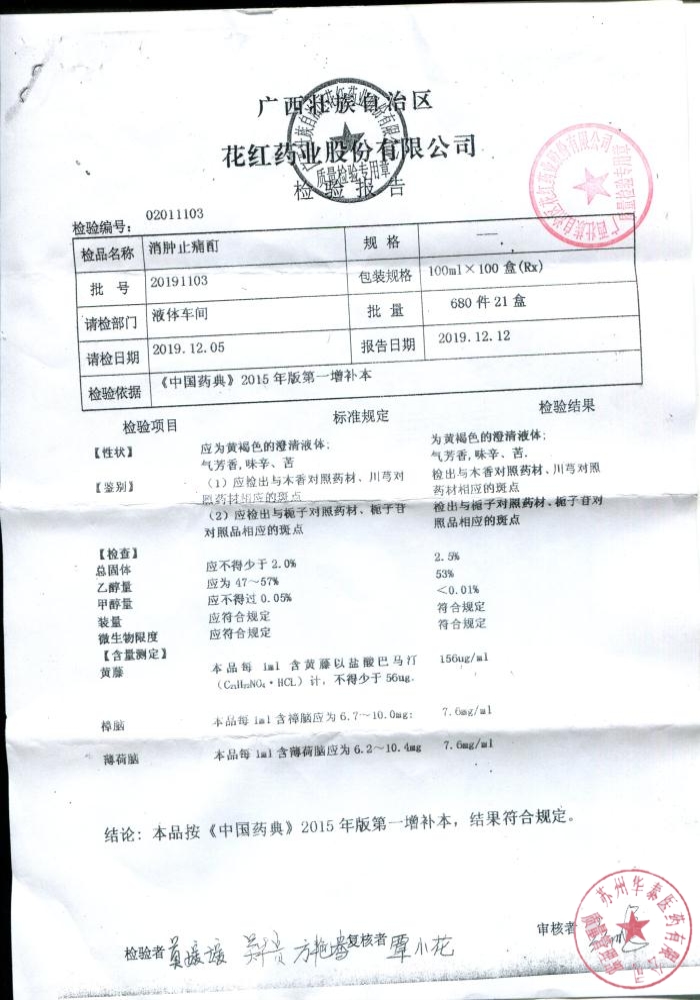 广西壮族自治区
花红药业股份有限公司
质量检验专用章
检验报告
检验编号： 02011103
检品名称 消肿止痛酊 规 格 —
批 号 20191103 包装规格 100ml×100 盒(Rx)
请检部门 液体车间 批 量 680 件 21 盒
请检日期 2019.12.05 报告日期 2019.12.12
检验依据 《中国药典》2015 年版第一增补本
检验项目 标准规定 检验结果
【性状】 应为黄褐色的澄清液体; 为黄褐色的澄清液体;
气芳香,味辛、苦 气芳香,味辛、苦.
【鉴别】 （1）应检出与木香对照药材、川芎对 检出与木香对照药材、川芎对照
照药材相应的斑点 药材相应的斑点
（2）应检出与栀子对照药材、栀子苷 检出与栀子对照药材、栀子苷对
对照品相应的斑点 照品相应的斑点
【检查】
总固体 应不得少于 2.0% 2.5%
乙醇量 应为 47～57% 53%
甲醇量 应不得过 0.05% ＜0.01%
装量 应符合规定 符合规定
微生物限度 应符合规定 符合规定
【含量测定】
黄藤 本品每 1ml 含黄藤以盐酸巴马汀 156ug/ml
（C₂₁H₂₁NO₄·HCL）计，不得少于 56ug.
樟脑 本品每 1ml 含樟脑应为 6.7～10.0mg; 7.6mg/ml
薄荷脑 本品每 1ml 含薄荷脑应为 6.2～10.4mg 7.6mg/ml
结论：本品按《中国药典》2015 年版第一增补本，结果符合规定。
检验者 复核者 覃小花 审核者
苏州华泰医药有限公司